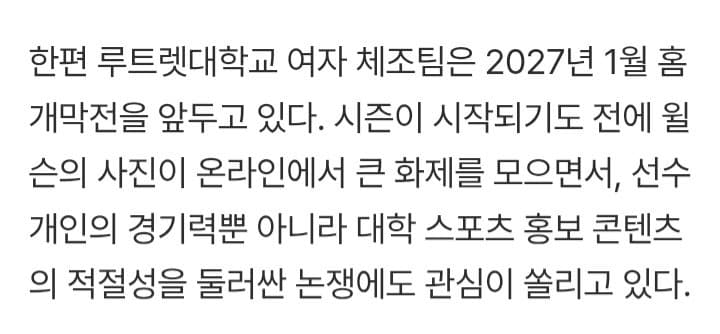 한편 루트렛대학교 여자 체조팀은 2027년 1월 홈
개막전을 앞두고 있다. 시즌이 시작되기도 전에 윌
슨의 사진이 온라인에서 큰 화제를 모으면서, 선수
개인의 경기력뿐 아니라 대학 스포츠 홍보 콘텐츠
의 적절성을 둘러싼 논쟁에도 관심이 쏠리고 있다.